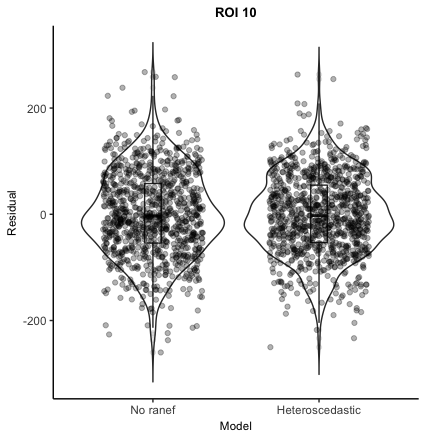 ROI 10
Residual
200
0
-200
No ranef
Heteroscedastic
Model